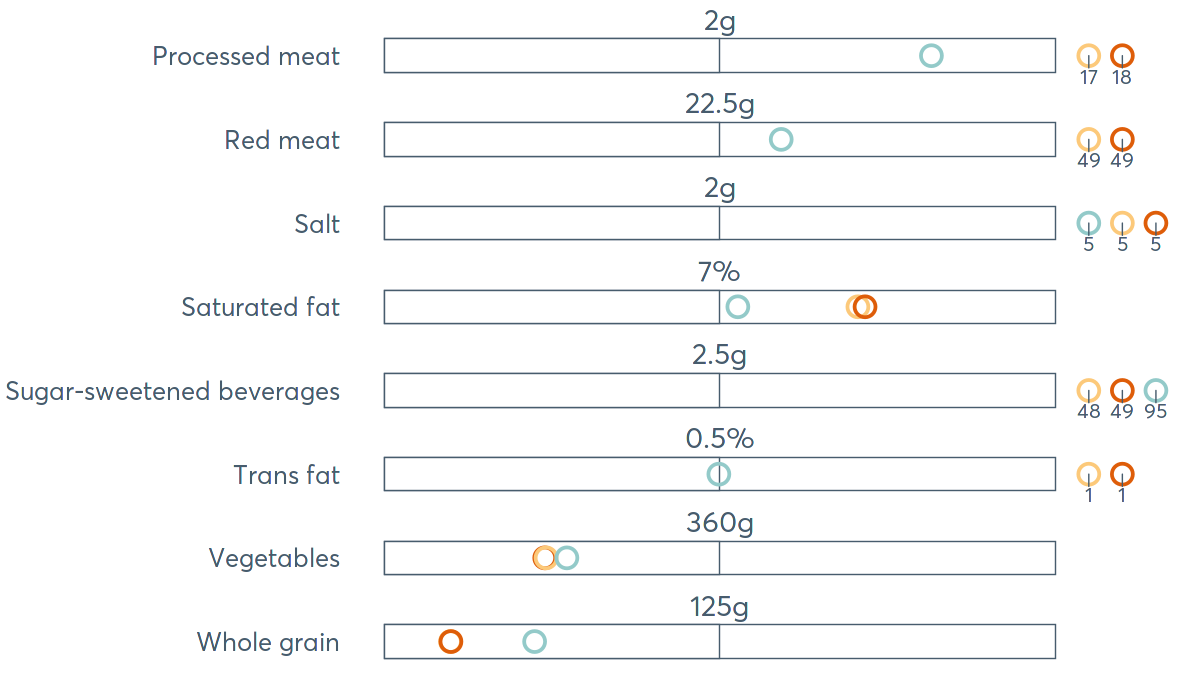 2g
Processed meat
17 18
22.5g
Red meat
49 49
2g
Salt
5 5 5
7%
Saturated fat
2.5g
Sugar-sweetened beverages
48 49 95
0.5%
Trans fat
1 1
360g
Vegetables
125g
Whole grain